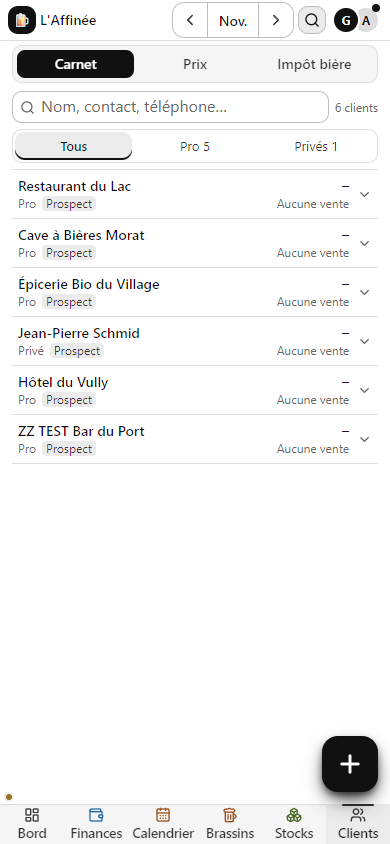 L'Affinée
Nov.
G
A
Carnet
Prix
Impôt bière
Nom, contact, téléphone...
6 clients
Tous
Pro 5
Privés 1
Restaurant du Lac
–
Pro Prospect
Aucune vente
Cave à Bières Morat
–
Pro Prospect
Aucune vente
Épicerie Bio du Village
–
Pro Prospect
Aucune vente
Jean-Pierre Schmid
–
Privé Prospect
Aucune vente
Hôtel du Vully
–
Pro Prospect
Aucune vente
ZZ TEST Bar du Port
–
Pro Prospect
Aucune vente
Bord
Finances
Calendrier
Brassins
Stocks
Clients